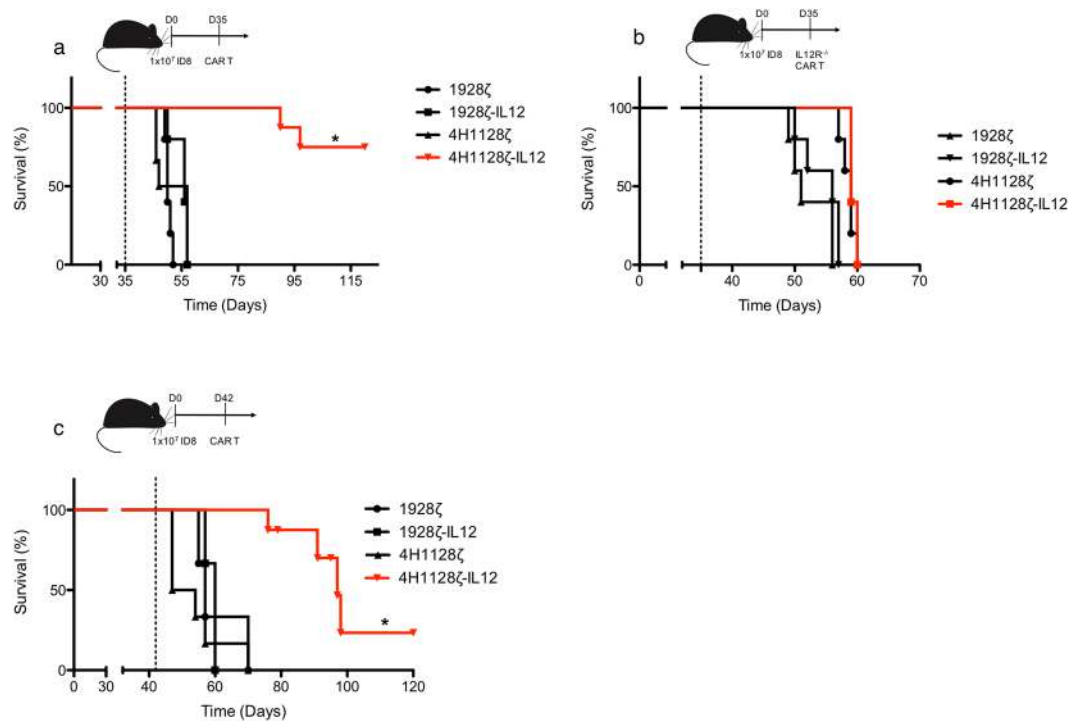 a
D0
D35
1x10⁷ ID8
CAR T
Survival (%)
100
50
0
30
35
55
75
95
115
Time (Days)
*
1928ζ
1928ζ-IL12
4H1128ζ
4H1128ζ-IL12
b
D0
D35
1x10⁷ ID8
IL12R⁻/⁻
CAR T
Survival (%)
100
50
0
0
40
50
60
70
Time (Days)
1928ζ
1928ζ-IL12
4H1128ζ
4H1128ζ-IL12
c
D0
D42
1x10⁷ ID8
CAR T
Survival (%)
100
50
0
0
30
40
60
80
100
120
Time (Days)
*
1928ζ
1928ζ-IL12
4H1128ζ
4H1128ζ-IL12